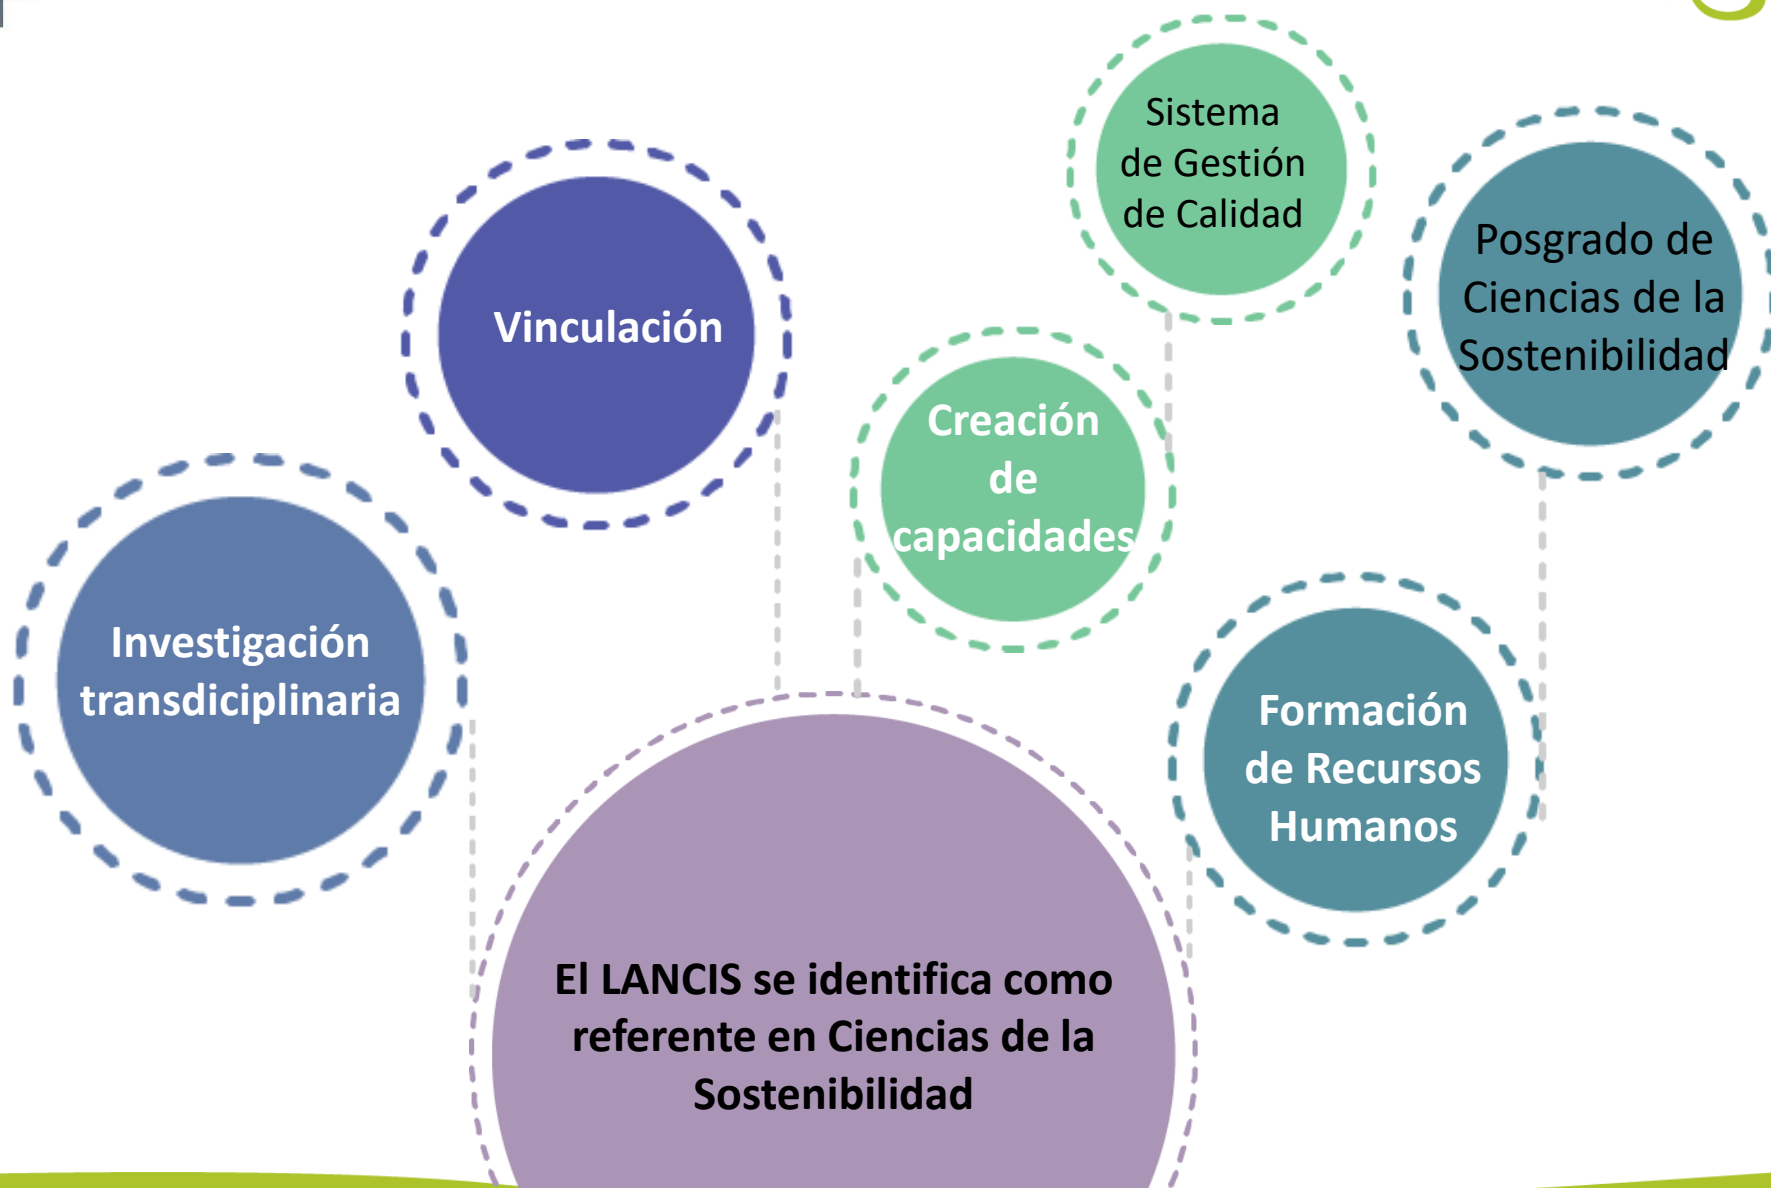 Sistema
de Gestión
de Calidad
Posgrado de
Ciencias de la
Sostenibilidad
Vinculación
Creación
de
capacidades
Investigación
transdiciplinaria
Formación
de Recursos
Humanos
El LANCIS se identifica como
referente en Ciencias de la
Sostenibilidad